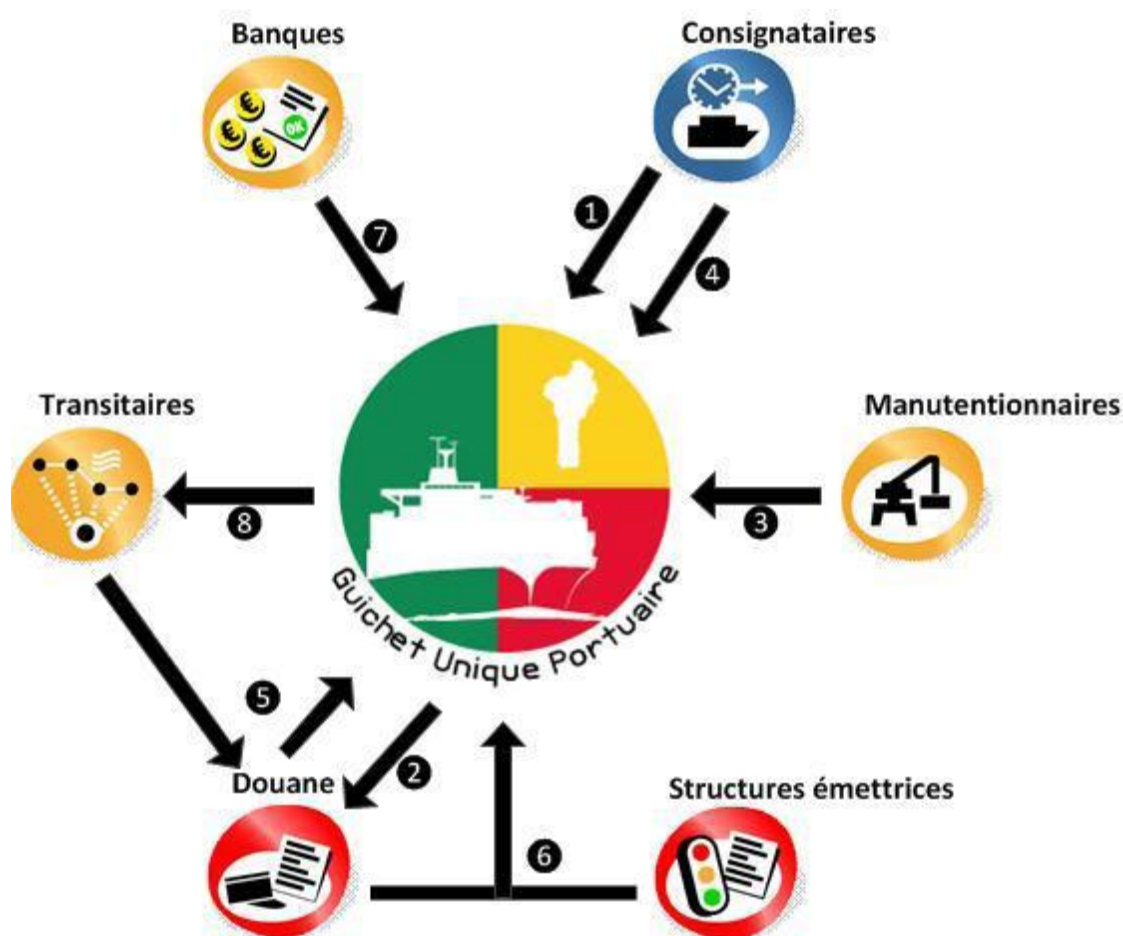 Banques
Consignataires
OK
1
7
4
Transitaires
Manutentionnaires
8
3
Guichet Unique Portuaire
5
2
Douane
Structures émettrices
6